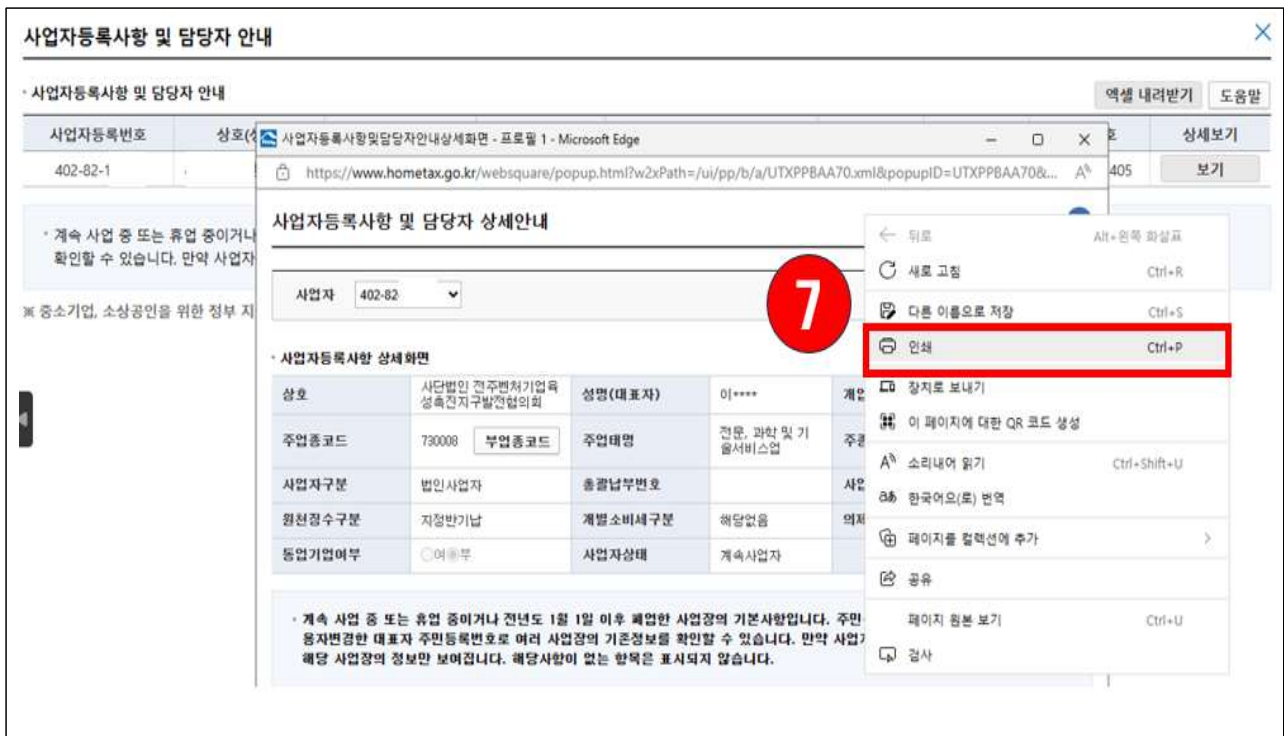 사업자등록사항 및 담당자 안내
사업자등록사항 및 담당자 안내
엑셀 내려받기 도움말
사업자등록번호 상호( 상세보기
402-82-1 405 보기
계속 사업 중 또는 휴업 중이거나
확인할 수 있습니다. 만약 사업자
※ 중소기업, 소상공인을 위한 정부 지
사업자등록사항및담당자안내상세화면 - 프로필 1 - Microsoft Edge
https://www.hometax.go.kr/websquare/popup.html?w2xPath=/ui/pp/b/a/UTXPPBAA70.xml&popupID=UTXPPBAA70&...
사업자등록사항 및 담당자 상세안내
사업자 402-82
7
사업자등록사항 상세화면
상호 사단법인 전주벤처기업육
성촉진지구발전협의회 성명(대표자) 이**** 개업
주업종코드 730008 부업종코드 주업태명 전문, 과학 및 기
술서비스업
사업자구분 법인사업자 총괄납부번호 사업
원천징수구분 지정반기납 개별소비세구분 해당없음 의제
동업기업여부 여 부 사업자상태 계속사업자
계속 사업 중 또는 휴업 중이거나 전년도 1월 1일 이후 폐업한 사업장의 기본사항입니다. 주민
용자변경한 대표자 주민등록번호로 여러 사업장의 기존정보를 확인할 수 있습니다. 만약 사업자
해당 사업장의 정보만 보여집니다. 해당사항이 없는 항목은 표시되지 않습니다.
뒤로 Alt+왼쪽 화살표
새로 고침 Ctrl+R
다른 이름으로 저장 Ctrl+S
인쇄 Ctrl+P
장치로 보내기
이 페이지에 대한 QR 코드 생성
소리내어 읽기 Ctrl+Shift+U
한국어으(로) 번역
페이지를 컬렉션에 추가
공유
페이지 원본 보기 Ctrl+U
검사